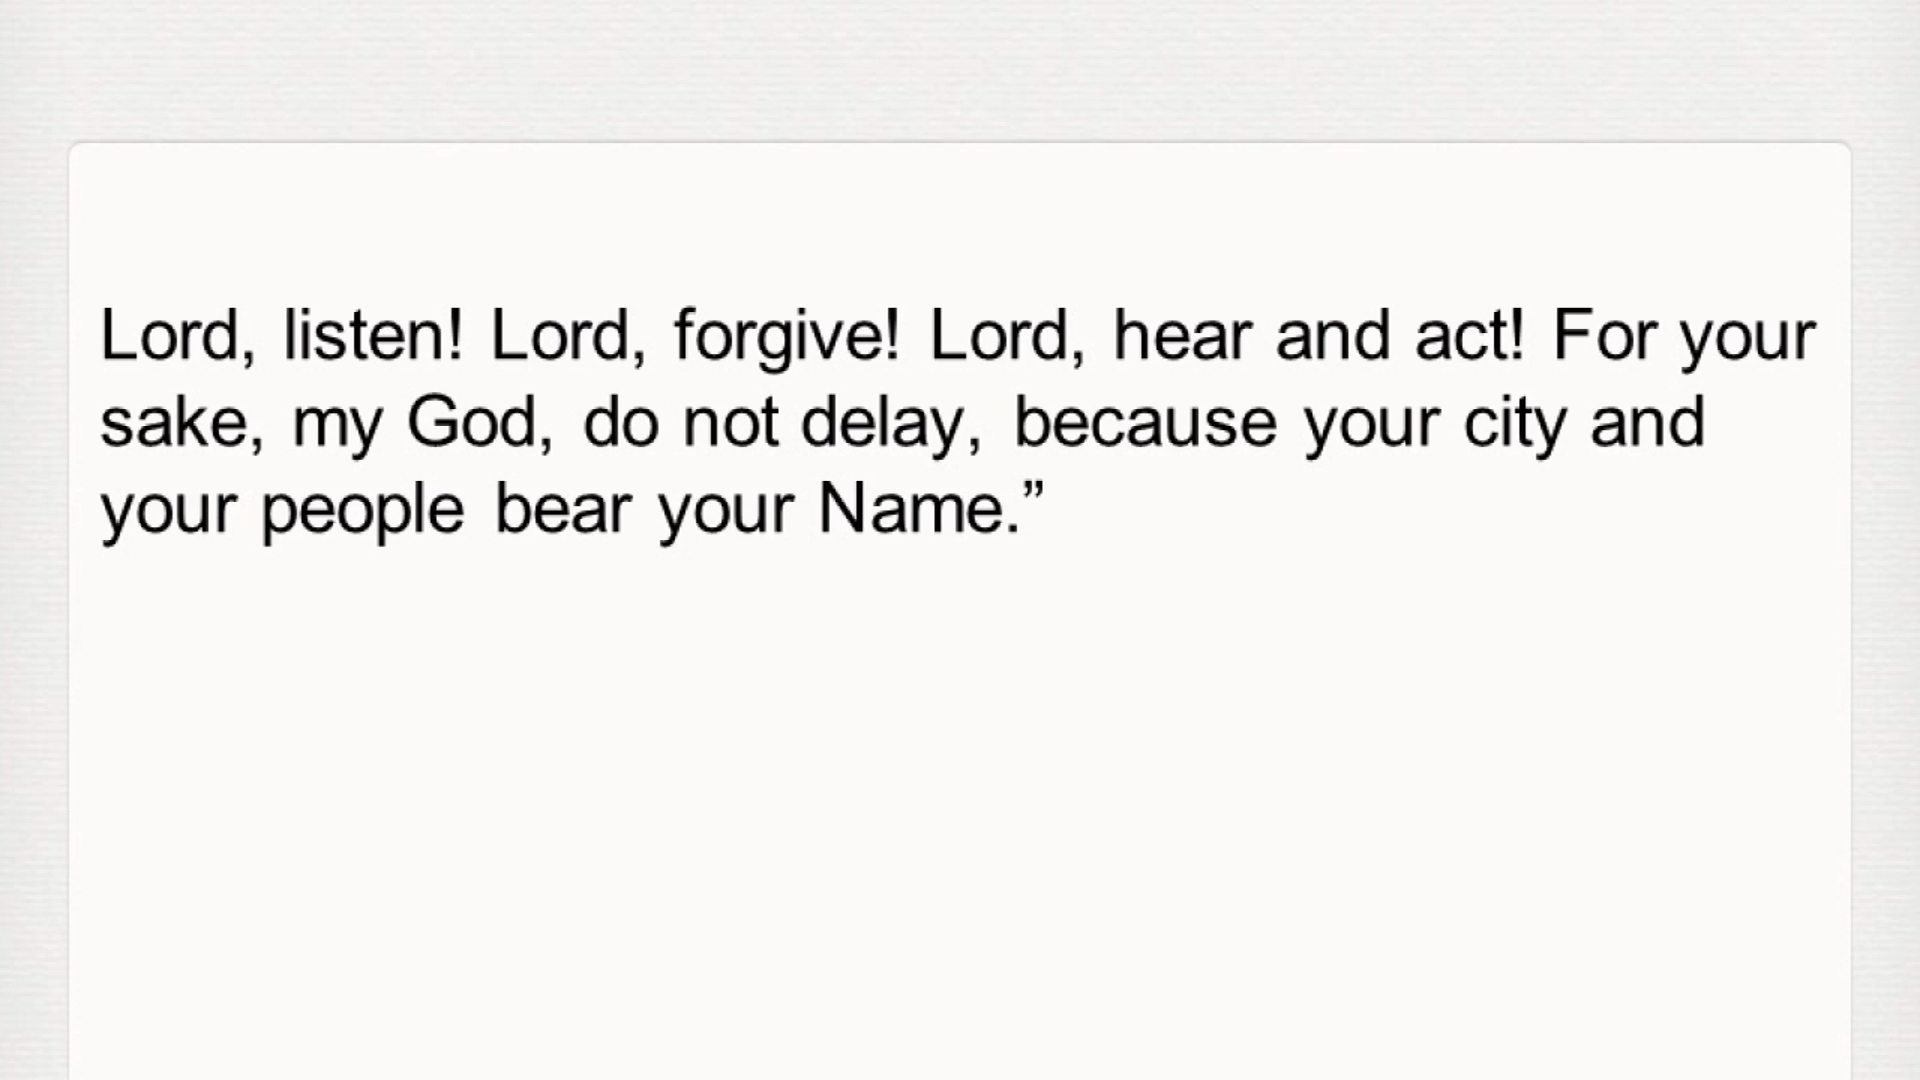 Lord, listen! Lord, forgive! Lord, hear and act! For your
sake, my God, do not delay, because your city and
your people bear your Name.”